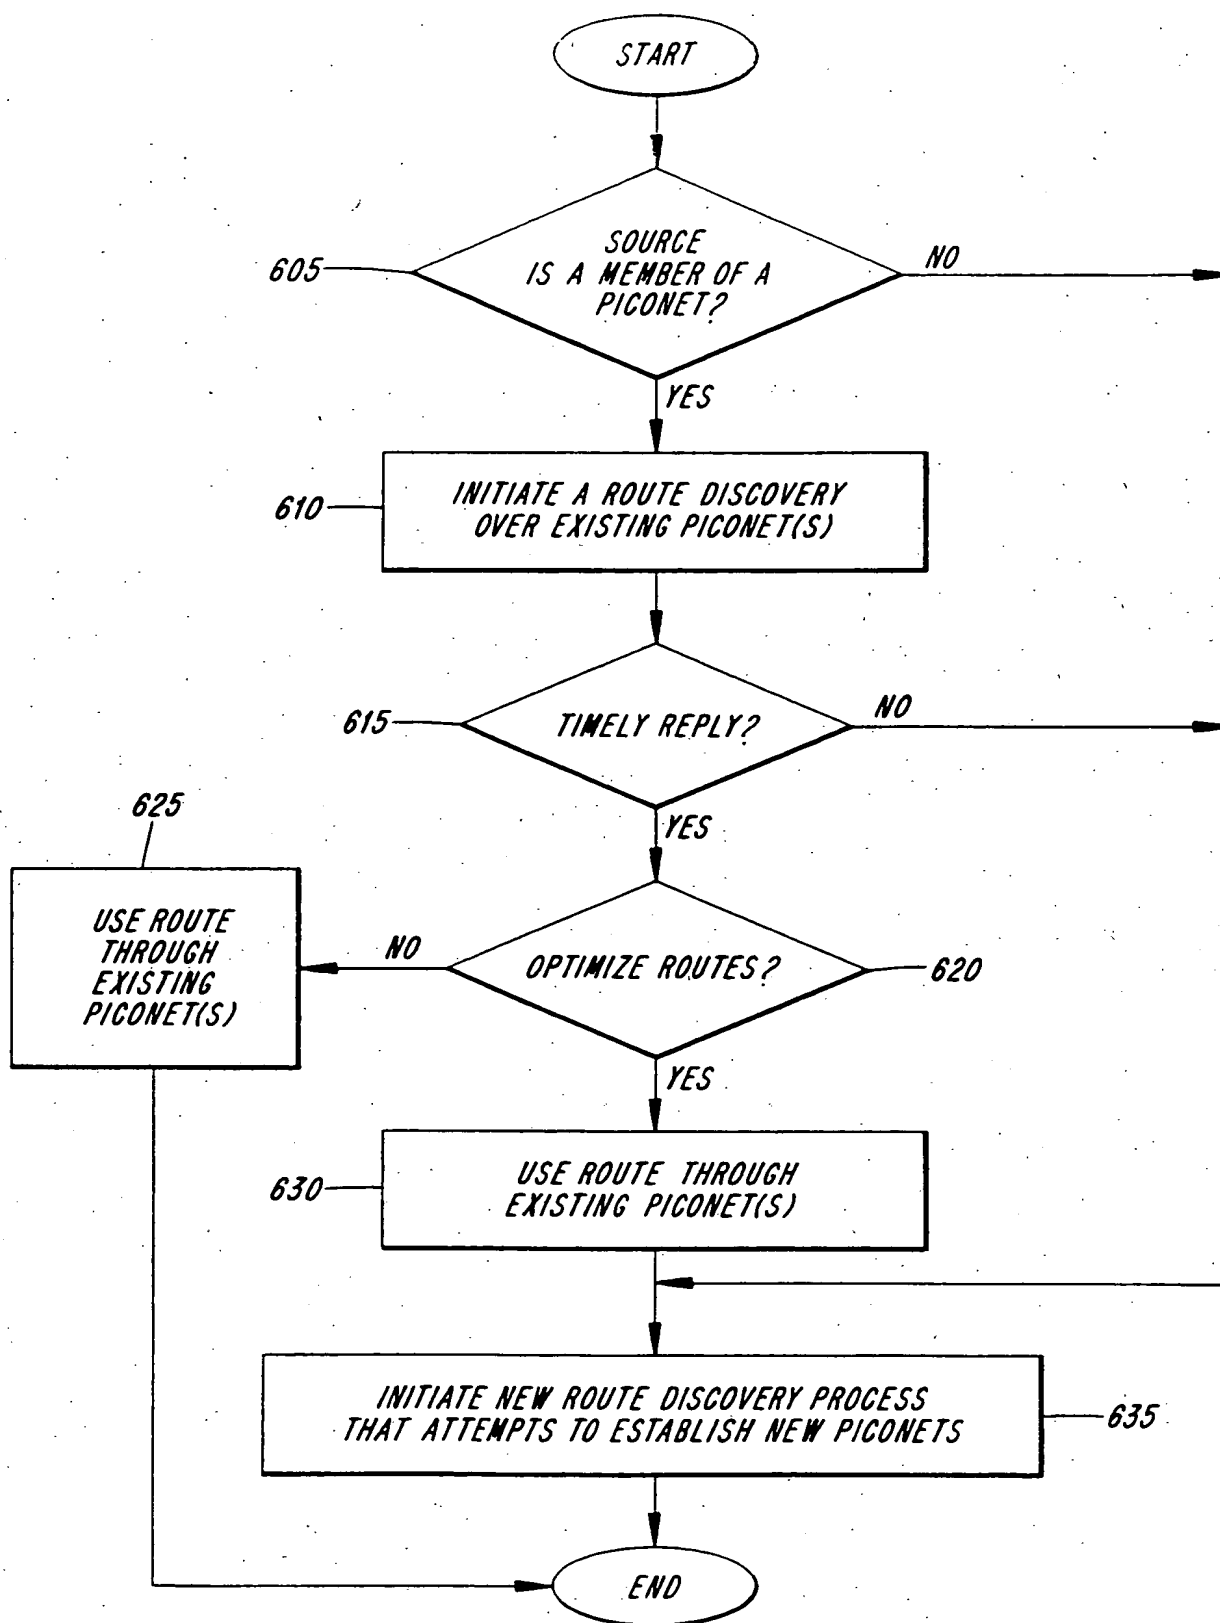 START
SOURCE
IS A MEMBER OF A
PICONET?
605
NO
YES
INITIATE A ROUTE DISCOVERY
OVER EXISTING PICONET(S)
610
TIMELY REPLY?
615
NO
YES
625
USE ROUTE
THROUGH
EXISTING
PICONET(S)
NO
OPTIMIZE ROUTES?
620
YES
USE ROUTE THROUGH
EXISTING PICONET(S)
630
INITIATE NEW ROUTE DISCOVERY PROCESS
THAT ATTEMPTS TO ESTABLISH NEW PICONETS
635
END